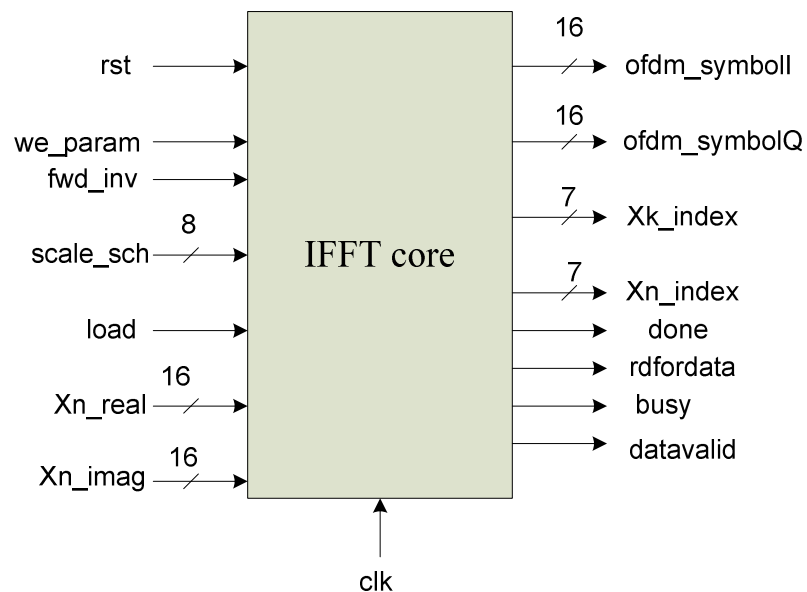 rst
we_param
fwd_inv
8
scale_sch
load
16
Xn_real
16
Xn_imag
IFFT core
clk
16
ofdm_symbolI
16
ofdm_symbolQ
7
Xk_index
7
Xn_index
done
rdfordata
busy
datavalid